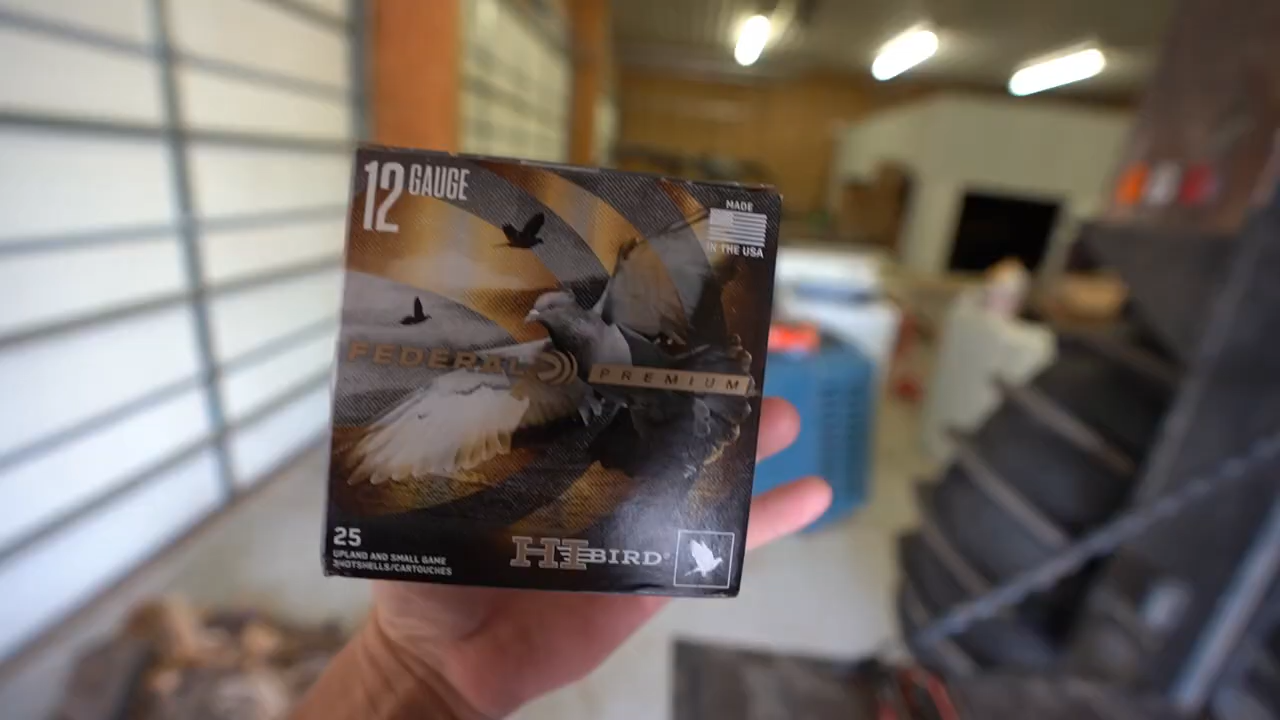 12 GAUGE
MADE
IN THE USA
FEDERAL PREMIUM
25
UPLAND AND SMALL GAME
SHOTSHELLS/CARTOUCHES
HI BIRD®